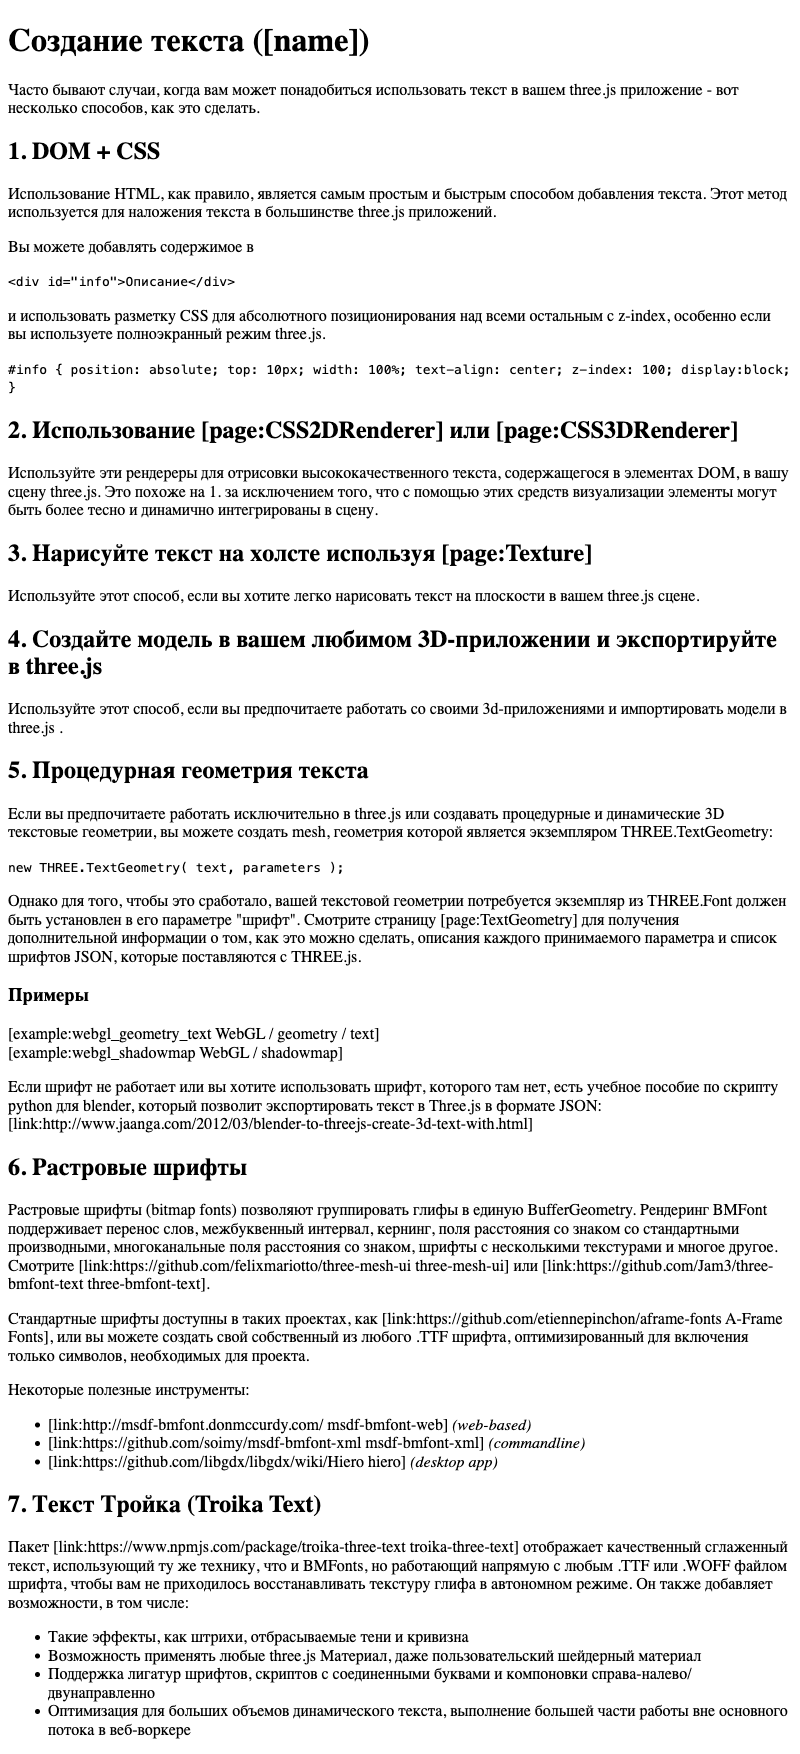 Создание текста ([name])
Часто бывают случаи, когда вам может понадобиться использовать текст в вашем three.js приложение - вот
несколько способов, как это сделать.
1. DOM + CSS
Использование HTML, как правило, является самым простым и быстрым способом добавления текста. Этот метод
используется для наложения текста в большинстве three.js приложений.
Вы можете добавлять содержимое в
<div id="info">Описание</div>
и использовать разметку CSS для абсолютного позиционирования над всеми остальным с z-index, особенно если
вы используете полноэкранный режим three.js.
#info { position: absolute; top: 10px; width: 100%; text-align: center; z-index: 100; display:block;
}
2. Использование [page:CSS2DRenderer] или [page:CSS3DRenderer]
Используйте эти рендереры для отрисовки высококачественного текста, содержащегося в элементах DOM, в вашу
сцену three.js. Это похоже на 1. за исключением того, что с помощью этих средств визуализации элементы могут
быть более тесно и динамично интегрированы в сцену.
3. Нарисуйте текст на холсте используя [page:Texture]
Используйте этот способ, если вы хотите легко нарисовать текст на плоскости в вашем three.js сцене.
4. Создайте модель в вашем любимом 3D-приложении и экспортируйте
в three.js
Используйте этот способ, если вы предпочитаете работать со своими 3d-приложениями и импортировать модели в
three.js .
5. Процедурная геометрия текста
Если вы предпочитаете работать исключительно в three.js или создавать процедурные и динамические 3D
текстовые геометрии, вы можете создать mesh, геометрия которой является экземпляром THREE.TextGeometry:
new THREE.TextGeometry( text, parameters );
Однако для того, чтобы это сработало, вашей текстовой геометрии потребуется экземпляр из THREE.Font должен
быть установлен в его параметре "шрифт". Смотрите страницу [page:TextGeometry] для получения
дополнительной информации о том, как это можно сделать, описания каждого принимаемого параметра и список
шрифтов JSON, которые поставляются с THREE.js.
Примеры
[example:webgl_geometry_text WebGL / geometry / text]
[example:webgl_shadowmap WebGL / shadowmap]
Если шрифт не работает или вы хотите использовать шрифт, которого там нет, есть учебное пособие по скрипту
python для blender, который позволит экспортировать текст в Three.js в формате JSON:
[link:http://www.jaanga.com/2012/03/blender-to-threejs-create-3d-text-with.html]
6. Растровые шрифты
Растровые шрифты (bitmap fonts) позволяют группировать глифы в единую BufferGeometry. Рендеринг BMFont
поддерживает перенос слов, межбуквенный интервал, кернинг, поля расстояния со знаком со стандартными
производными, многоканальные поля расстояния со знаком, шрифты с несколькими текстурами и многое другое.
Смотрите [link:https://github.com/felixmariotto/three-mesh-ui three-mesh-ui] или [link:https://github.com/Jam3/three-
bmfont-text three-bmfont-text].
Стандартные шрифты доступны в таких проектах, как [link:https://github.com/etiennepinchon/aframe-fonts A-Frame
Fonts], или вы можете создать свой собственный из любого .TTF шрифта, оптимизированный для включения
только символов, необходимых для проекта.
Некоторые полезные инструменты:
• [link:http://msdf-bmfont.donmccurdy.com/ msdf-bmfont-web] (web-based)
• [link:https://github.com/soimy/msdf-bmfont-xml msdf-bmfont-xml] (commandline)
• [link:https://github.com/libgdx/libgdx/wiki/Hiero hiero] (desktop app)
7. Текст Тройка (Troika Text)
Пакет [link:https://www.npmjs.com/package/troika-three-text troika-three-text] отображает качественный сглаженный
текст, использующий ту же технику, что и BMFonts, но работающий напрямую с любым .TTF или .WOFF файлом
шрифта, чтобы вам не приходилось восстанавливать текстуру глифа в автономном режиме. Он также добавляет
возможности, в том числе:
• Такие эффекты, как штрихи, отбрасываемые тени и кривизна
• Возможность применять любые three.js Материал, даже пользовательский шейдерный материал
• Поддержка лигатур шрифтов, скриптов с соединенными буквами и компоновки справа-налево/
двунаправленно
• Оптимизация для больших объемов динамического текста, выполнение большей части работы вне основного
потока в веб-воркере